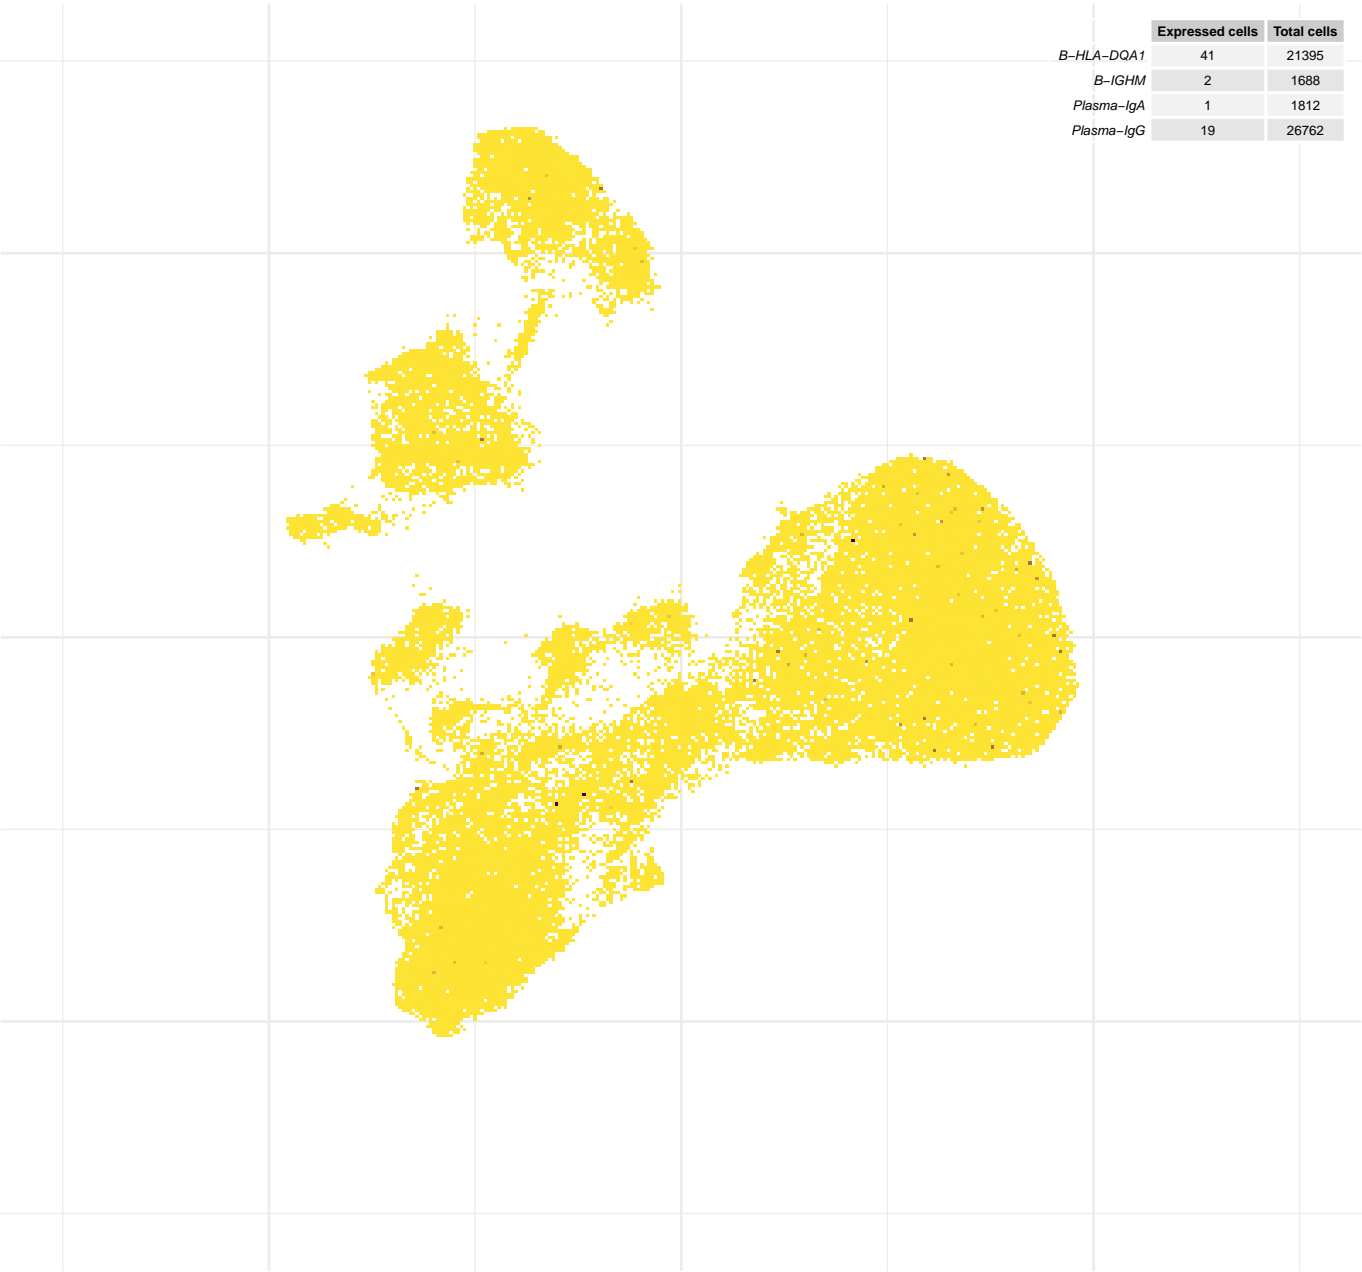 Expressed cells Total cells
B−HLA−DQA1 41 21395
B−IGHM 2 1688
Plasma−IgA 1 1812
Plasma−IgG 19 26762